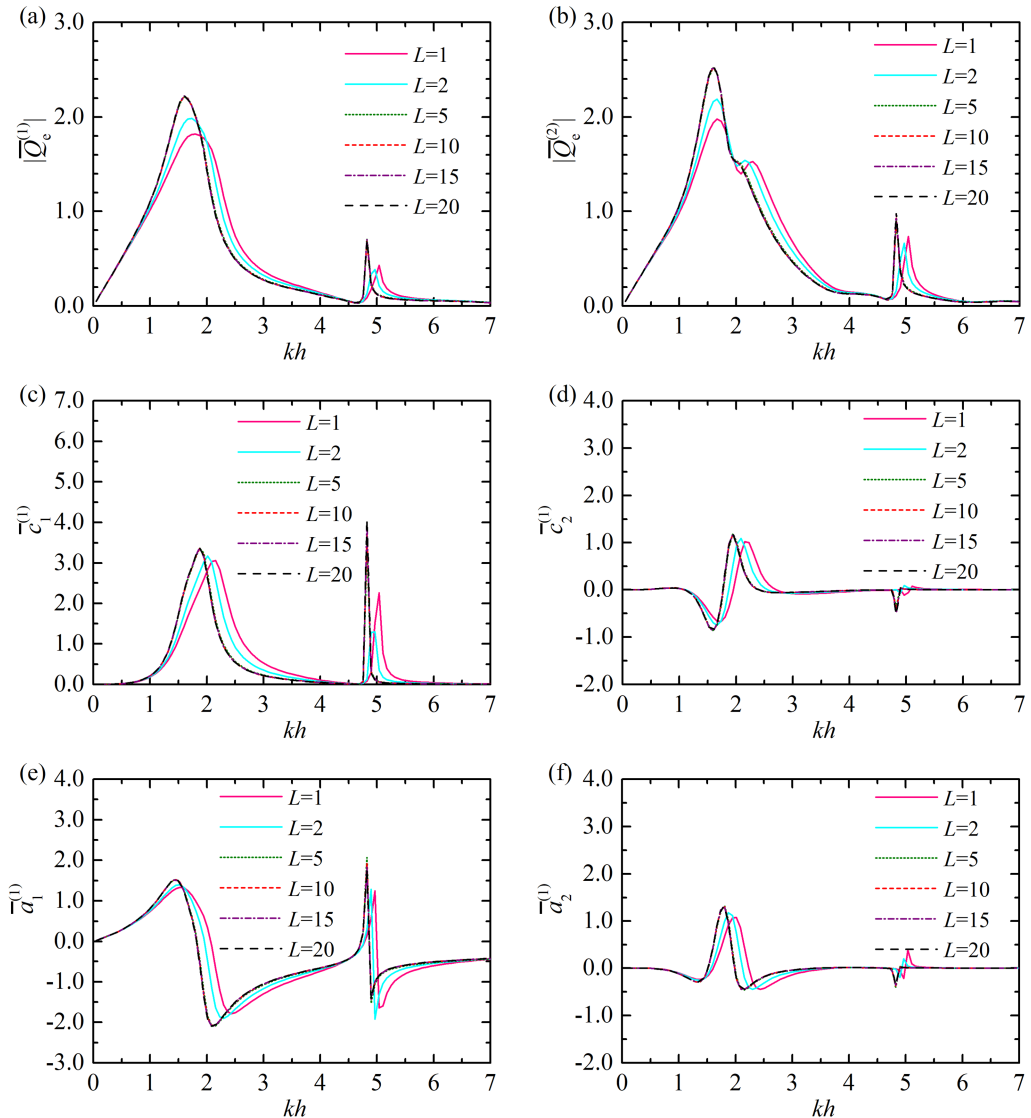 (a)
3.0
2.0
1.0
0.0
|Q̅e(1)|
L=1
L=2
L=5
L=10
L=15
L=20
0 1 2 3 4 5 6 7
kh
(b)
3.0
2.0
1.0
0.0
|Q̅e(2)|
L=1
L=2
L=5
L=10
L=15
L=20
0 1 2 3 4 5 6 7
kh
(c)
7.0
6.0
5.0
4.0
3.0
2.0
1.0
0.0
c̅1(1)
L=1
L=2
L=5
L=10
L=15
L=20
0 1 2 3 4 5 6 7
kh
(d)
4.0
3.0
2.0
1.0
0.0
-1.0
-2.0
c̅2(1)
L=1
L=2
L=5
L=10
L=15
L=20
0 1 2 3 4 5 6 7
kh
(e)
4.0
3.0
2.0
1.0
0.0
-1.0
-2.0
-3.0
a̅1(1)
L=1
L=2
L=5
L=10
L=15
L=20
0 1 2 3 4 5 6 7
kh
(f)
4.0
3.0
2.0
1.0
0.0
-1.0
-2.0
a̅2(1)
L=1
L=2
L=5
L=10
L=15
L=20
0 1 2 3 4 5 6 7
kh